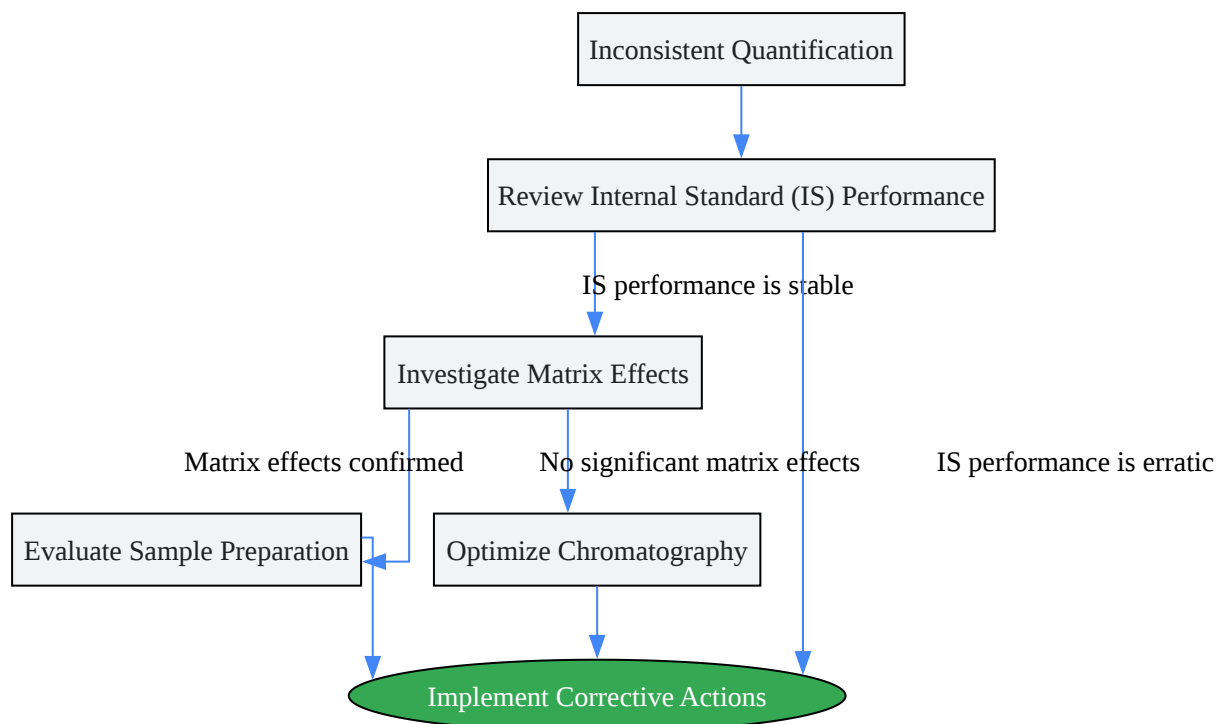 Inconsistent Quantification
Review Internal Standard (IS) Performance
IS performance is stable
Investigate Matrix Effects
Matrix effects confirmed
No significant matrix effects
IS performance is erratic
Evaluate Sample Preparation
Optimize Chromatography
Implement Corrective Actions